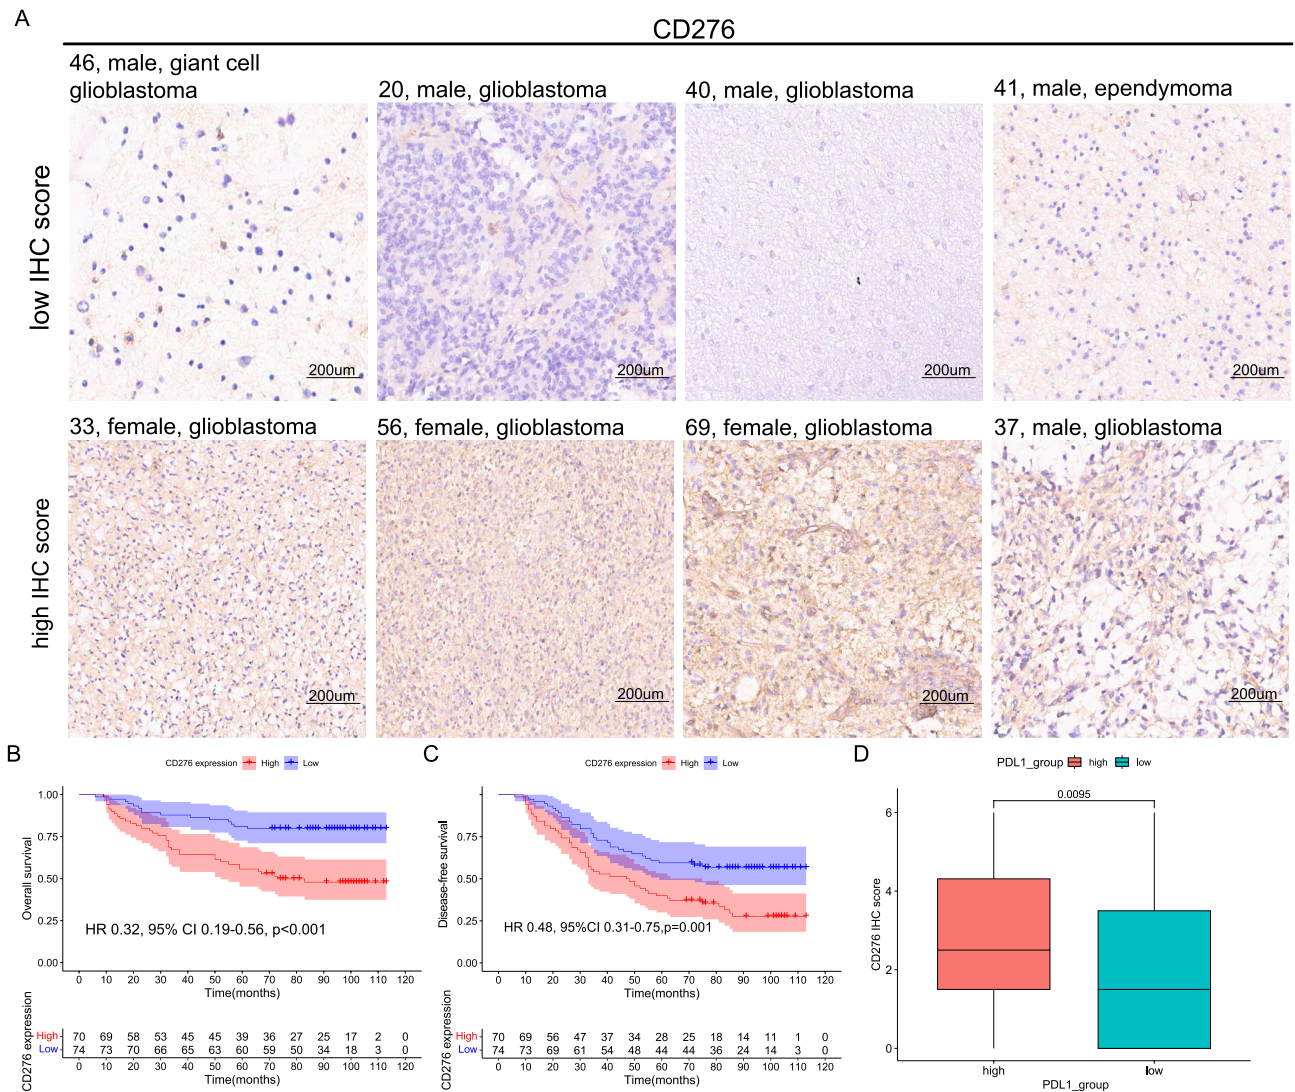 A
CD276
46, male, giant cell
glioblastoma
20, male, glioblastoma
40, male, glioblastoma
41, male, ependymoma
low IHC score
200um
200um
200um
200um
33, female, glioblastoma
56, female, glioblastoma
69, female, glioblastoma
37, male, glioblastoma
high IHC score
200um
200um
200um
200um
B
CD276 expression High Low
Overall survival
1.00
0.75
0.50
0.25
0.00
HR 0.32, 95% CI 0.19-0.56, p<0.001
0 10 20 30 40 50 60 70 80 90 100 110 120
Time(months)
CD276 expression
High 70 69 58 53 45 45 39 36 27 25 17 2 0
Low 74 73 70 66 65 63 60 59 50 34 18 3 0
0 10 20 30 40 50 60 70 80 90 100 110 120
Time(months)
C
CD276 expression High Low
Disease-free survival
1.00
0.75
0.50
0.25
0.00
HR 0.48, 95%CI 0.31-0.75,p=0.001
0 10 20 30 40 50 60 70 80 90 100 110 120
Time(months)
CD276 expression
High 70 69 56 47 37 34 28 25 18 14 11 1 0
Low 74 73 69 61 54 48 44 44 36 24 14 3 0
0 10 20 30 40 50 60 70 80 90 100 110 120
Time(months)
D
PDL1_group high low
0.0095
CD276 IHC score
6
4
2
0
high low
PDL1_group